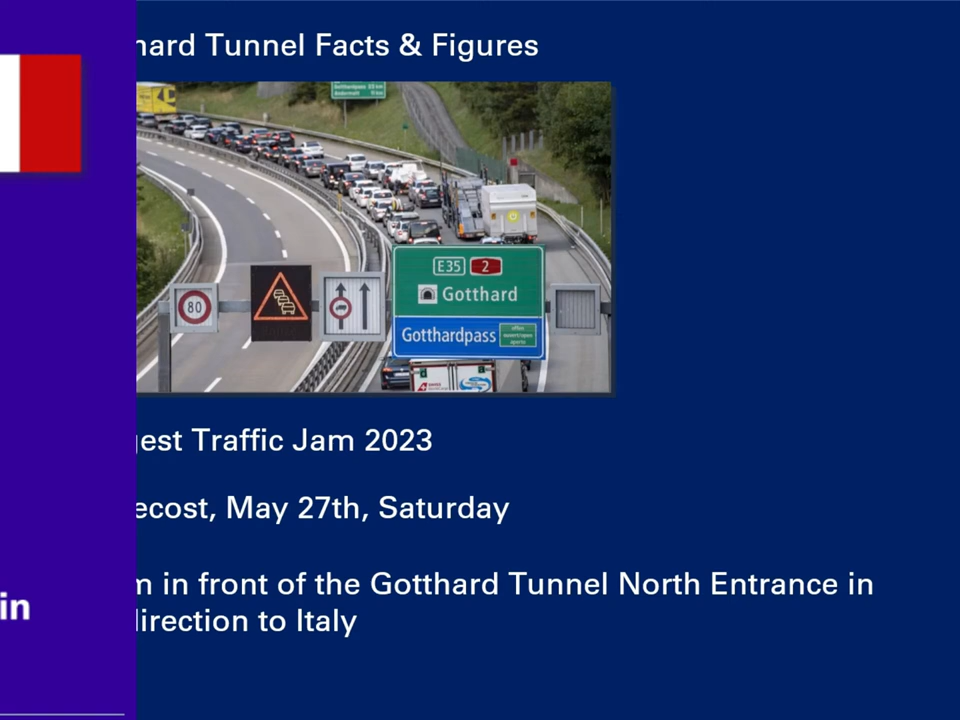 hard Tunnel Facts & Figures
E35 2
Gotthard
80
Gotthardpass
gest Traffic Jam 2023
ecost, May 27th, Saturday
m in front of the Gotthard Tunnel North Entrance in
in
direction to Italy